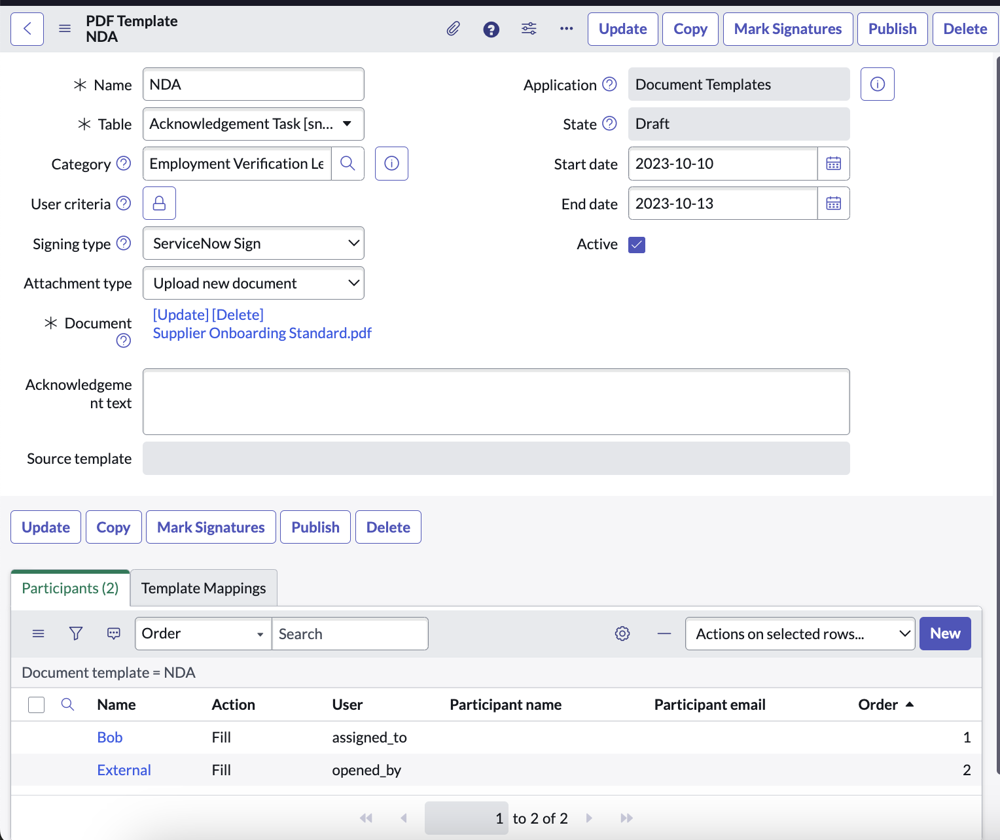 PDF Template
NDA
Update
Copy
Mark Signatures
Publish
Delete
Name
NDA
Application
Document Templates
Table
Acknowledgement Task [sn...
State
Draft
Category
Employment Verification Le
Start date
2023-10-10
User criteria
End date
2023-10-13
Signing type
ServiceNow Sign
Active
Attachment type
Upload new document
Document
[Update] [Delete]
Supplier Onboarding Standard.pdf
Acknowledgeme
nt text
Source template
Update
Copy
Mark Signatures
Publish
Delete
Participants (2)
Template Mappings
Order
Search
Actions on selected rows...
New
Document template = NDA
Name Action User Participant name Participant email Order
Bob Fill assigned_to 1
External Fill opened_by 2
1 to 2 of 2